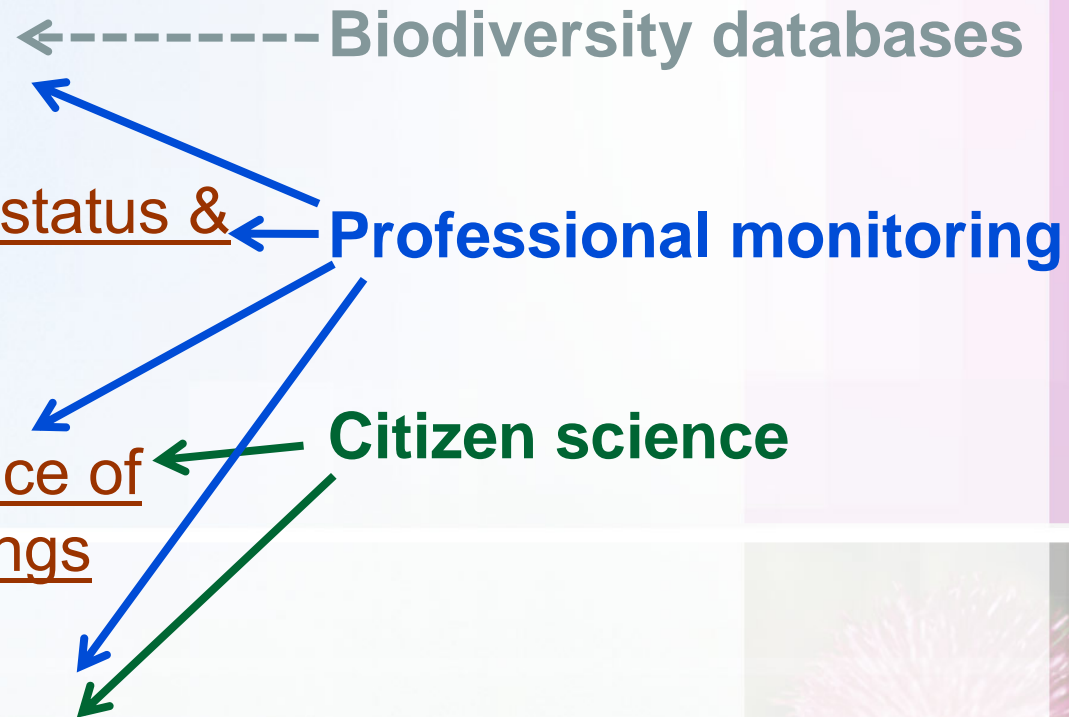 Biodiversity databases
status &
Professional monitoring
Citizen science
ce of
ngs